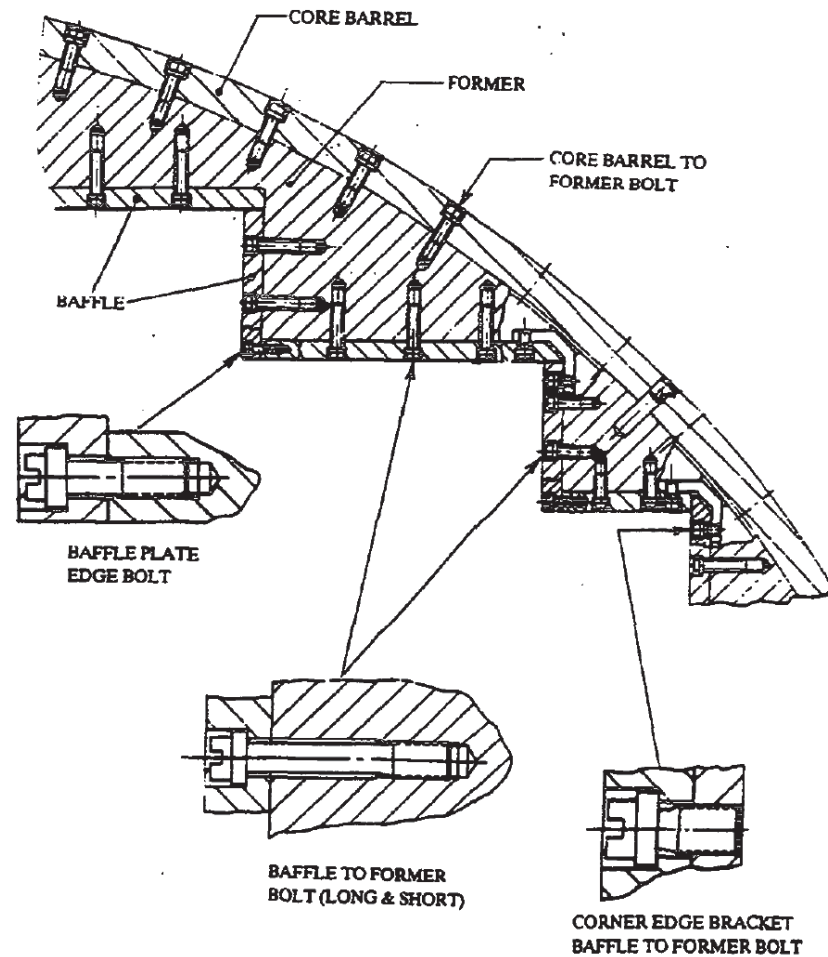 CORE BARREL
FORMER
CORE BARREL TO
FORMER BOLT
BAFFLE
BAFFLE PLATE
EDGE BOLT
BAFFLE TO FORMER
BOLT (LONG & SHORT)
CORNER EDGE BRACKET
BAFFLE TO FORMER BOLT